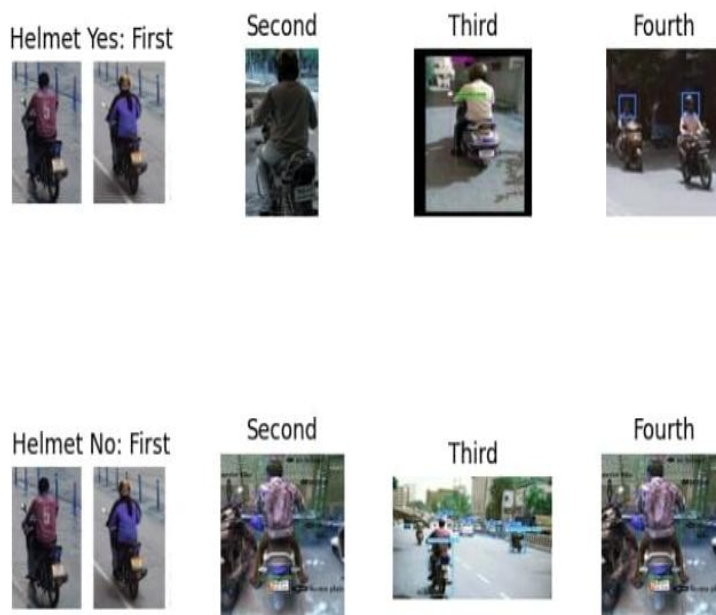 Helmet Yes: First
Second
Third
Fourth
Helmet No: First
Second
Third
Fourth